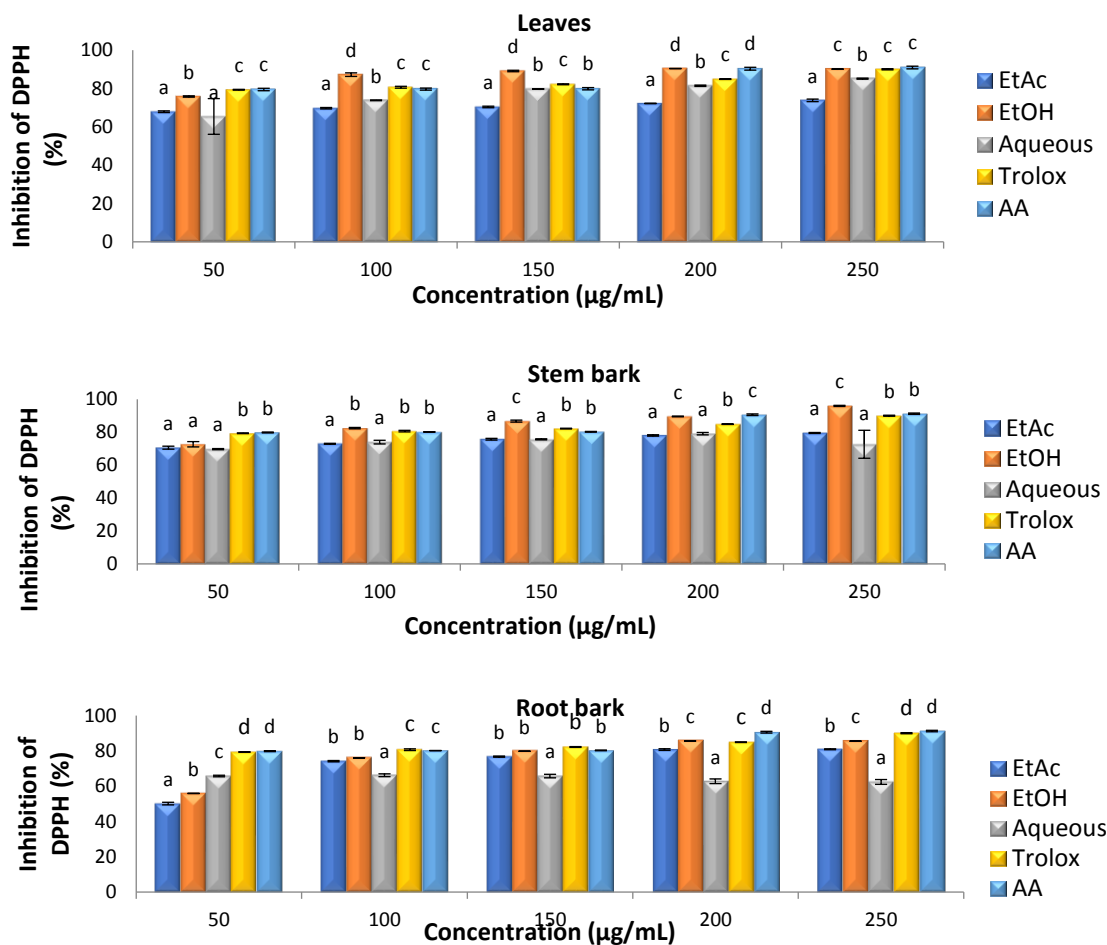 Leaves
Inhibition of DPPH
(%)
100
80
60
40
20
0
a b a c c
a d b c c
a d b c b
a d b c d
a c b c c
50 100 150 200 250
Concentration (µg/mL)
EtAc
EtOH
Aqueous
Trolox
AA
Stem bark
Inhibition of DPPH
(%)
100
80
60
40
20
0
a a a b b
a b a b b
a c a b b
a c a b c
a c a b b
50 100 150 200 250
Concentration (µg/mL)
EtAc
EtOH
Aqueous
Trolox
AA
Root bark
Inhibition of
DPPH (%)
100
80
60
40
20
0
a b c d d
b b a c c
b b a b b
b c a c d
b c a d d
50 100 150 200 250
Concentration (µg/mL)
EtAc
EtOH
Aqueous
Trolox
AA